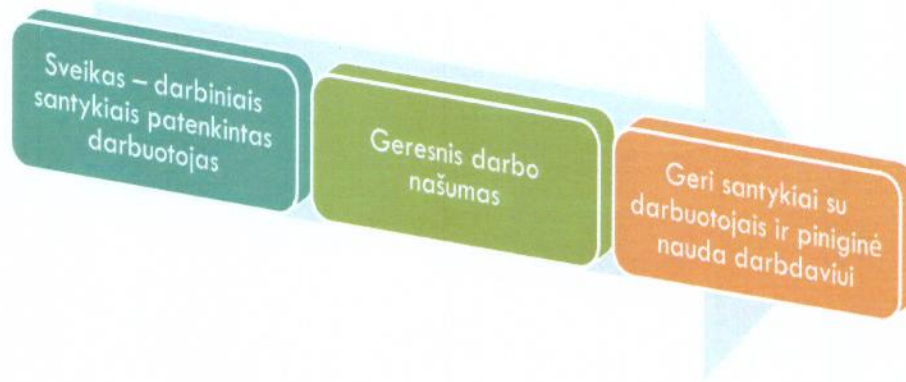 Sveikas – darbiniais
santykiais patenkintas
darbuotojas
Geresnis darbo
našumas
Geri santykiai su
darbuotojais ir piniginė
nauda darbdaviui